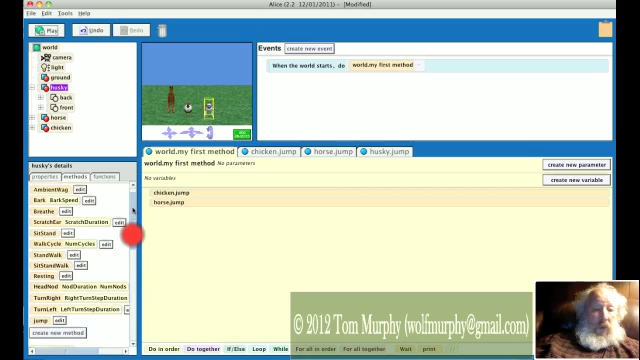 Alice (2.2 12/01/2011) - [Modified]
File Edit Tools Help
Play Undo Redo
world
camera
light
ground
husky
back
front
horse
chicken
Events create new event
When the world starts, do world.my first method
husky's details
properties methods functions
AmbientWag edit
Bark BarkSpeed edit
Breathe edit
ScratchEar ScratchDuration edit
SitStand edit
WalkCycle NumCycles edit
StandWalk edit
SitStandWalk edit
Resting edit
HeadNod NodDuration NumNods
TurnRight RightTurnStepDuration
TurnLeft LeftTurnStepDuration
jump edit
create new method
world.my first method chicken.jump horse.jump husky.jump
world.my first method No parameters
create new parameter
No variables
create new variable
chicken.jump
horse.jump
© 2012 Tom Murphy (wolfmurphy@gmail.com)
Do in order Do together If/Else Loop While For all in order For all together Wait print